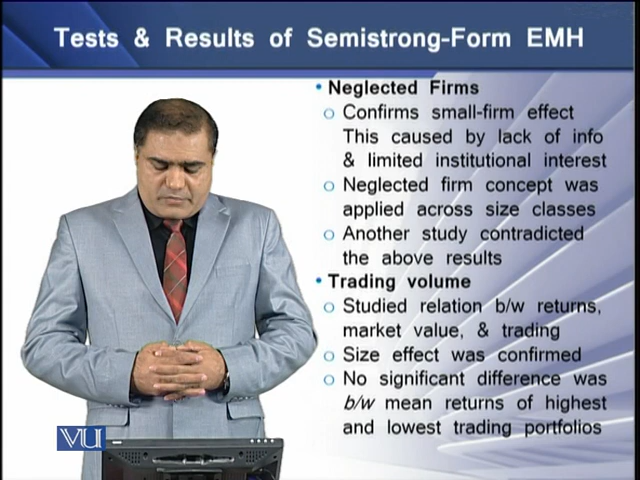 Tests & Results of Semistrong-Form EMH
• Neglected Firms
o Confirms small-firm effect
This caused by lack of info
& limited institutional interest
o Neglected firm concept was
applied across size classes
o Another study contradicted
the above results
• Trading volume
o Studied relation b/w returns,
market value, & trading
o Size effect was confirmed
o No significant difference was
b/w mean returns of highest
and lowest trading portfolios
VU